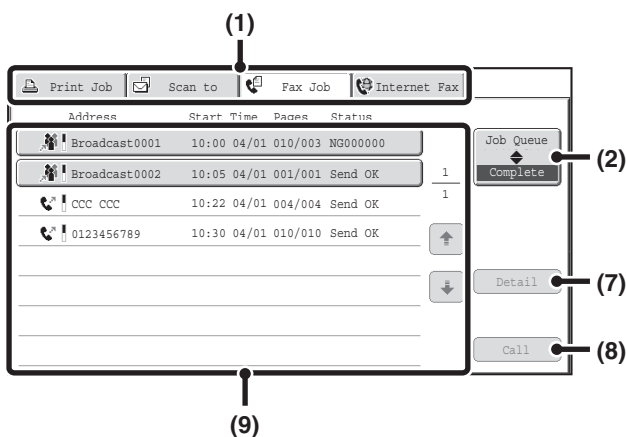 (1)
Print Job Scan to Fax Job Internet Fax
Address Start Time Pages Status
Broadcast0001 10:00 04/01 010/003 NG000000
Broadcast0002 10:05 04/01 001/001 Send OK
CCC CCC 10:22 04/01 004/004 Send OK
0123456789 10:30 04/01 010/010 Send OK
1
1
Job Queue
Complete
(2)
Detail
(7)
Call
(8)
(9)